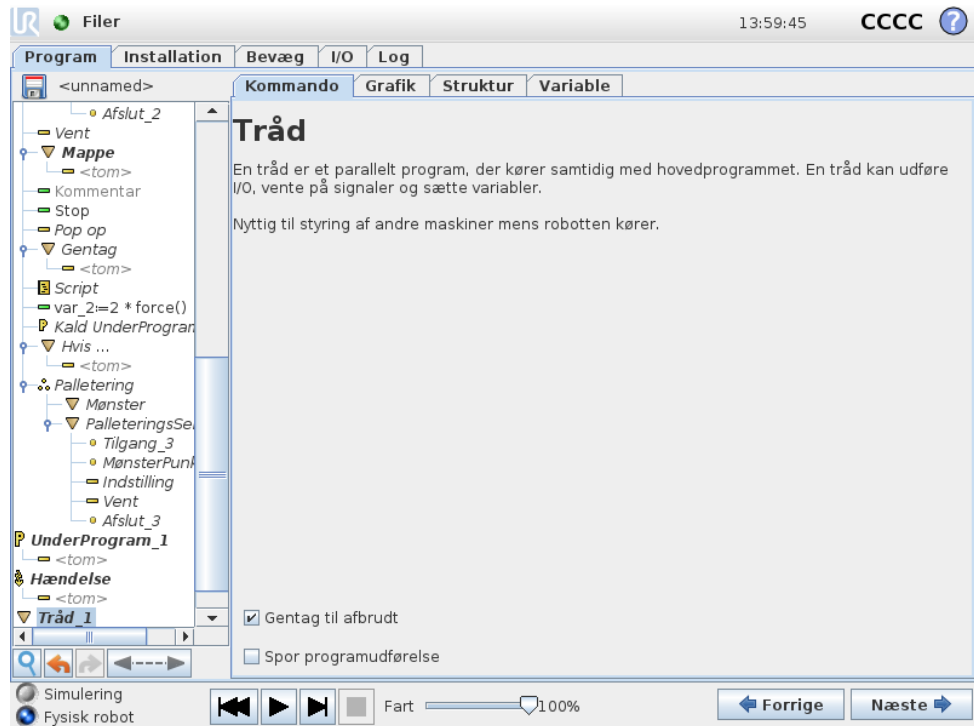 UR Filer 13:59:45 CCCC ?
Program Installation Bevæg I/O Log
<unnamed>
Kommando Grafik Struktur Variable
Afslut_2
Vent
Mappe
<tom>
Kommentar
Stop
Pop op
Gentag
<tom>
Script
var_2:=2 * force()
Kald UnderProgram
Hvis ...
<tom>
Palletering
Mønster
PalleteringsSe
Tilgang_3
MønsterPunk
Indstilling
Vent
Afslut_3
UnderProgram_1
<tom>
Hændelse
<tom>
Tråd_1
Tråd
En tråd er et parallelt program, der kører samtidig med hovedprogrammet. En tråd kan udføre
I/O, vente på signaler og sætte variabler.
Nyttig til styring af andre maskiner mens robotten kører.
Gentag til afbrudt
Spor programudførelse
Simulering
Fysisk robot
Fart 100%
Forrige Næste